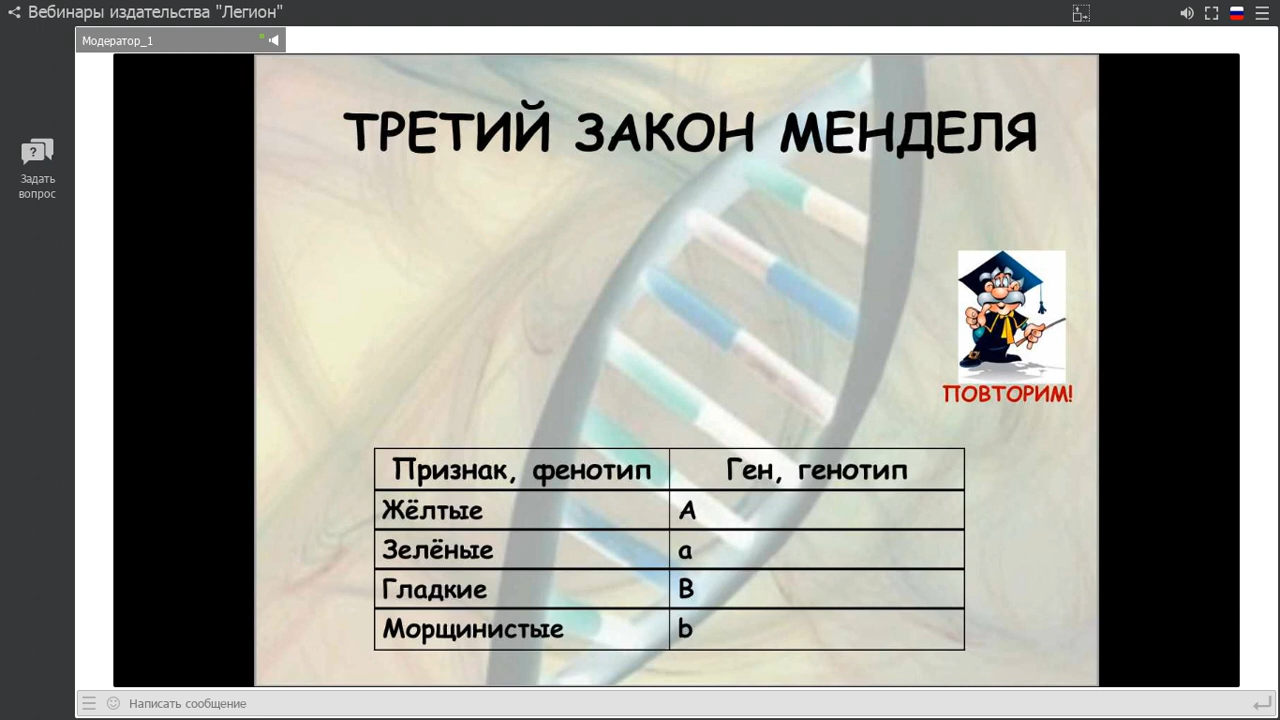 Вебинары издательства "Легион"
Модератор_1
Задать
вопрос
ТРЕТИЙ ЗАКОН МЕНДЕЛЯ
ПОВТОРИМ!
Признак, фенотип Ген, генотип
Жёлтые A
Зелёные a
Гладкие B
Морщинистые b
Написать сообщение